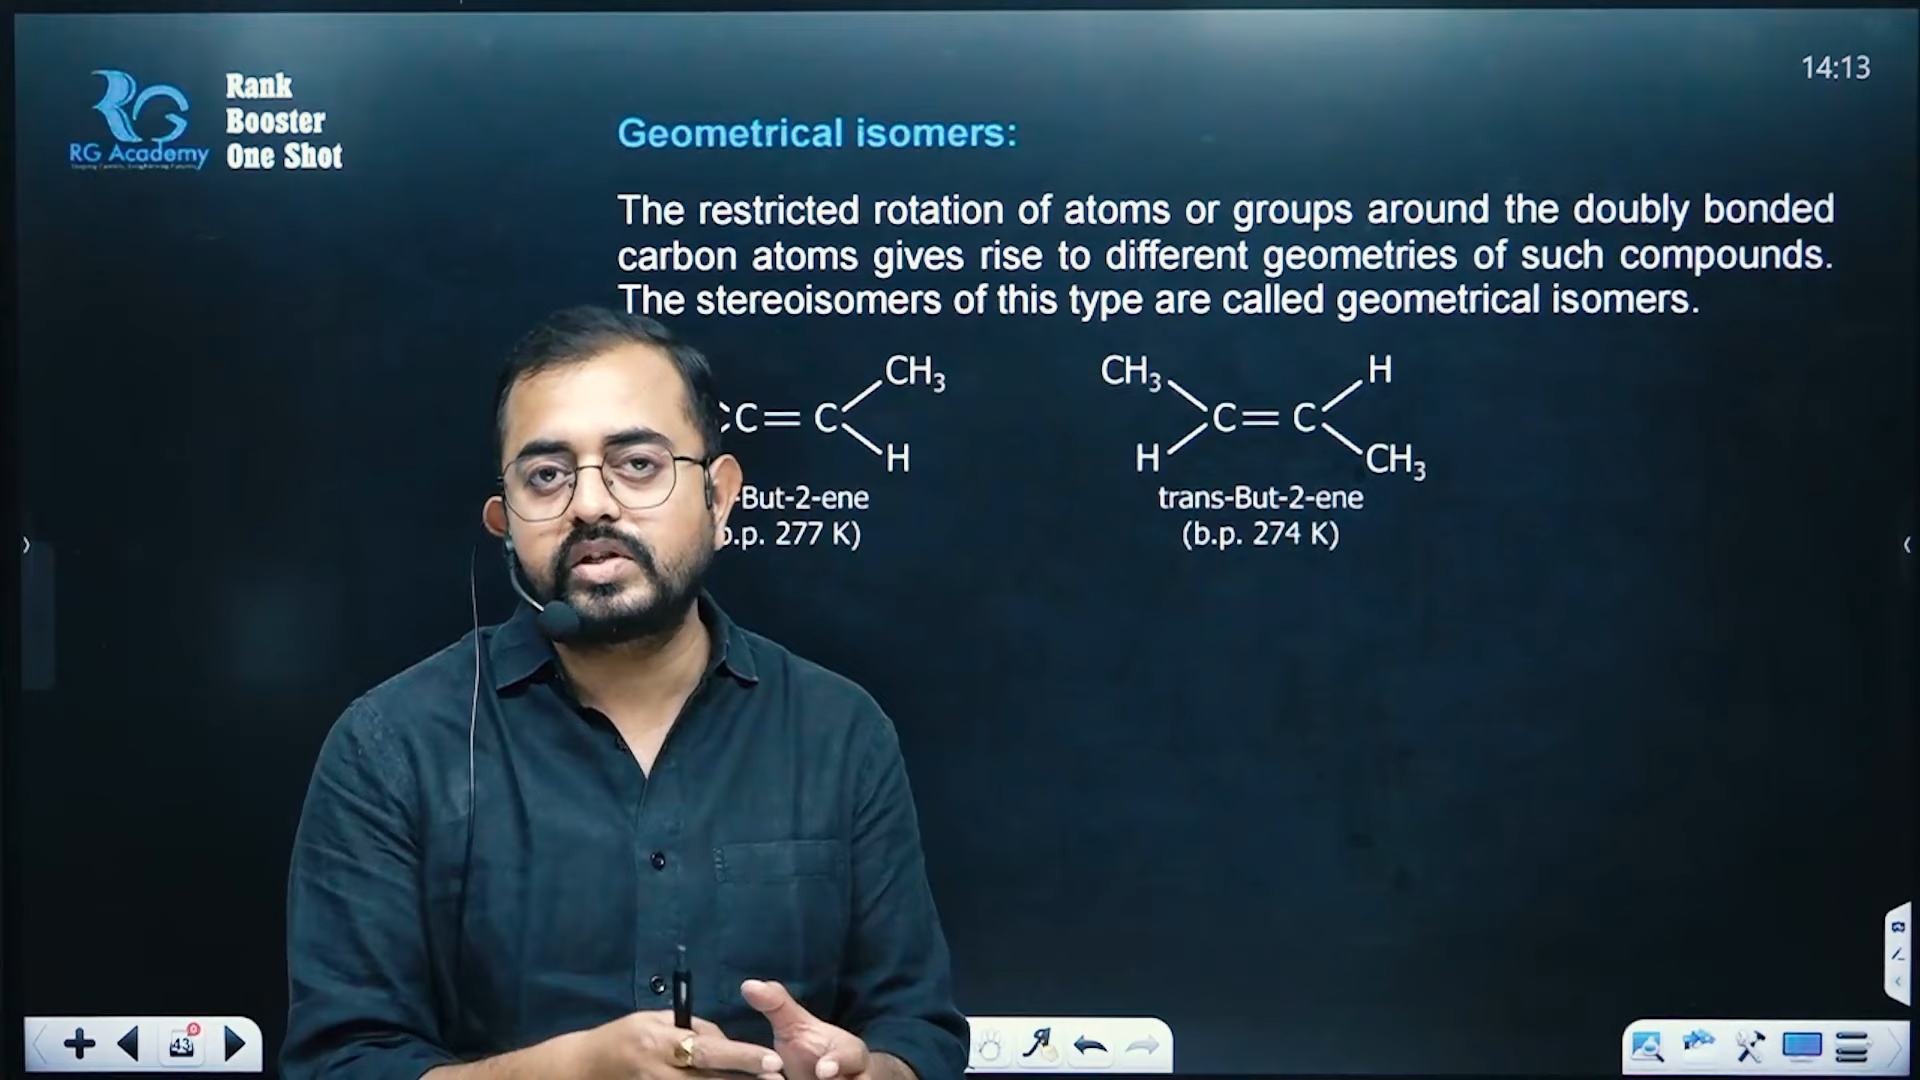 14:13
RG Academy
Rank
Booster
One Shot
Geometrical isomers:
The restricted rotation of atoms or groups around the doubly bonded
carbon atoms gives rise to different geometries of such compounds.
The stereoisomers of this type are called geometrical isomers.
CH₃ CH₃ H
C=C C=C
H H CH₃
-But-2-ene trans-But-2-ene
b.p. 277 K) (b.p. 274 K)
43
0